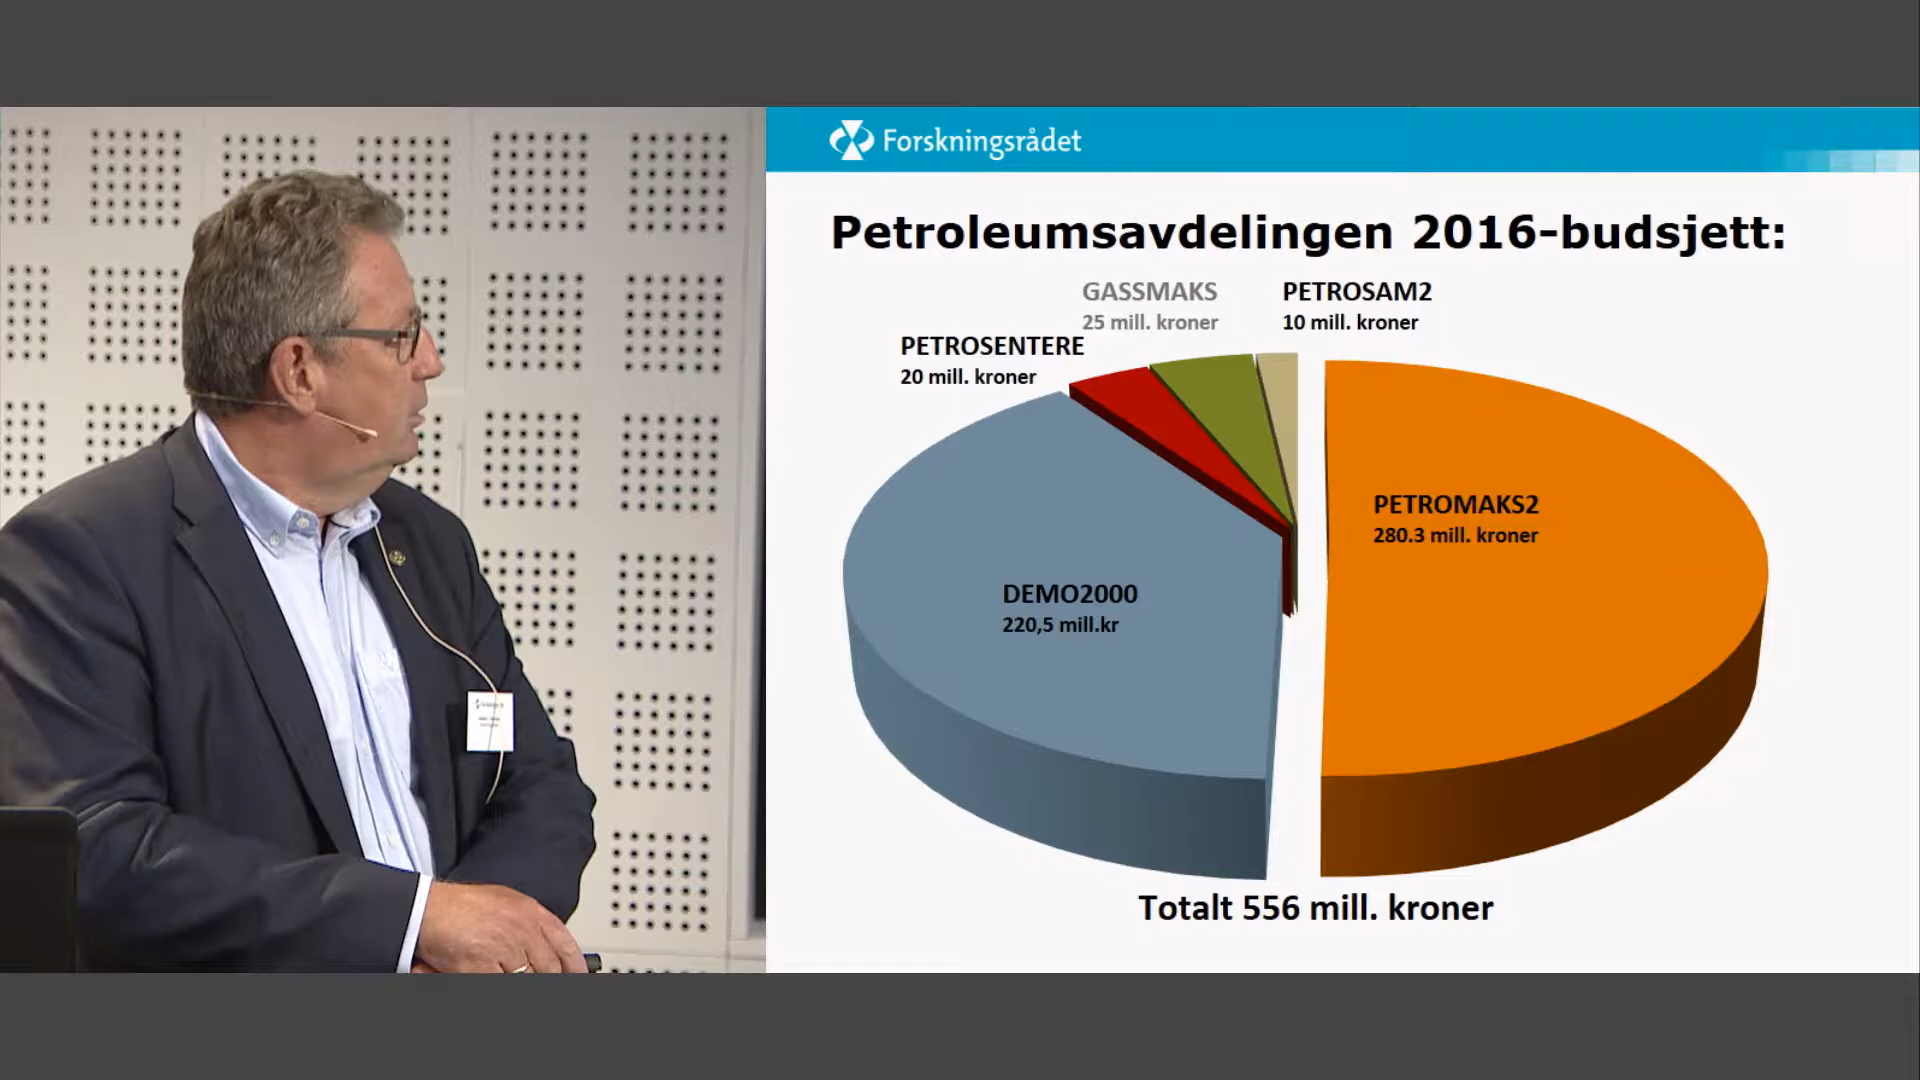 Forskningsrådet
Petroleumsavdelingen 2016-budsjett:
GASSMAKS
25 mill. kroner
PETROSAM2
10 mill. kroner
PETROSENTERE
20 mill. kroner
PETROMAKS2
280.3 mill. kroner
DEMO2000
220,5 mill.kr
Totalt 556 mill. kroner